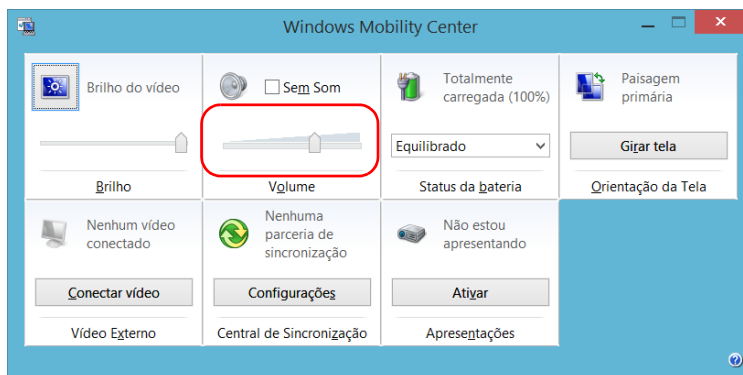 Windows Mobility Center
Brilho do vídeo
Brilho
Sem Som
Volume
Totalmente
carregada (100%)
Equilibrado
Status da bateria
Paisagem
primária
Girar tela
Orientação da Tela
Nenhum vídeo
conectado
Conectar vídeo
Vídeo Externo
Nenhuma
parceria de
sincronização
Configurações
Central de Sincronização
Não estou
apresentando
Ativar
Apresentações